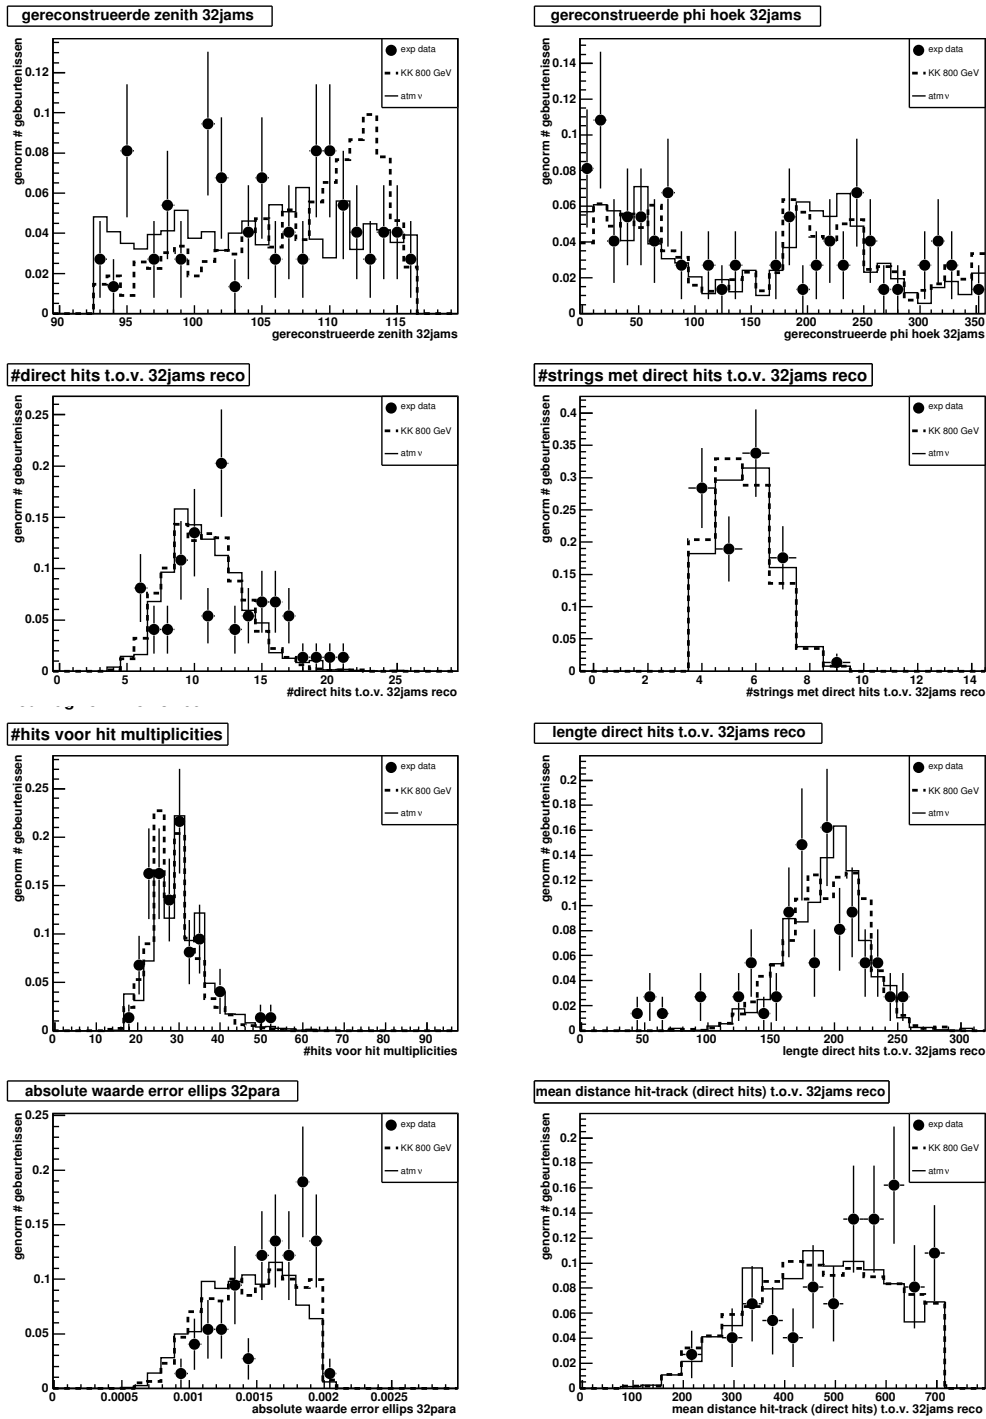 gereconstrueerde zenith 32jams
genorm # gebeurtenissen
exp data
KK 800 GeV
atm ν
0 0.02 0.04 0.06 0.08 0.1 0.12
90 95 100 105 110 115
gereconstrueerde zenith 32jams
gereconstrueerde phi hoek 32jams
genorm # gebeurtenissen
exp data
KK 800 GeV
atm ν
0 0.02 0.04 0.06 0.08 0.1 0.12 0.14
0 50 100 150 200 250 300 350
gereconstrueerde phi hoek 32jams
#direct hits t.o.v. 32jams reco
genorm # gebeurtenissen
exp data
KK 800 GeV
atm ν
0 0.05 0.1 0.15 0.2 0.25
0 5 10 15 20 25
#direct hits t.o.v. 32jams reco
#strings met direct hits t.o.v. 32jams reco
genorm # gebeurtenissen
exp data
KK 800 GeV
atm ν
0 0.05 0.1 0.15 0.2 0.25 0.3 0.35 0.4
0 2 4 6 8 10 12 14
#strings met direct hits t.o.v. 32jams reco
#hits voor hit multiplicities
genorm # gebeurtenissen
exp data
KK 800 GeV
atm ν
0 0.05 0.1 0.15 0.2 0.25
0 10 20 30 40 50 60 70 80 90
#hits voor hit multiplicities
lengte direct hits t.o.v. 32jams reco
genorm # gebeurtenissen
exp data
KK 800 GeV
atm ν
0 0.02 0.04 0.06 0.08 0.1 0.12 0.14 0.16 0.18 0.2
0 50 100 150 200 250 300
lengte direct hits t.o.v. 32jams reco
absolute waarde error ellips 32para
genorm # gebeurtenissen
exp data
KK 800 GeV
atm ν
0 0.05 0.1 0.15 0.2 0.25
0 0.0005 0.001 0.0015 0.002 0.0025
absolute waarde error ellips 32para
mean distance hit-track (direct hits) t.o.v. 32jams reco
genorm # gebeurtenissen
exp data
KK 800 GeV
atm ν
0 0.02 0.04 0.06 0.08 0.1 0.12 0.14 0.16 0.18 0.2
0 100 200 300 400 500 600 700
mean distance hit-track (direct hits) t.o.v. 32jams reco